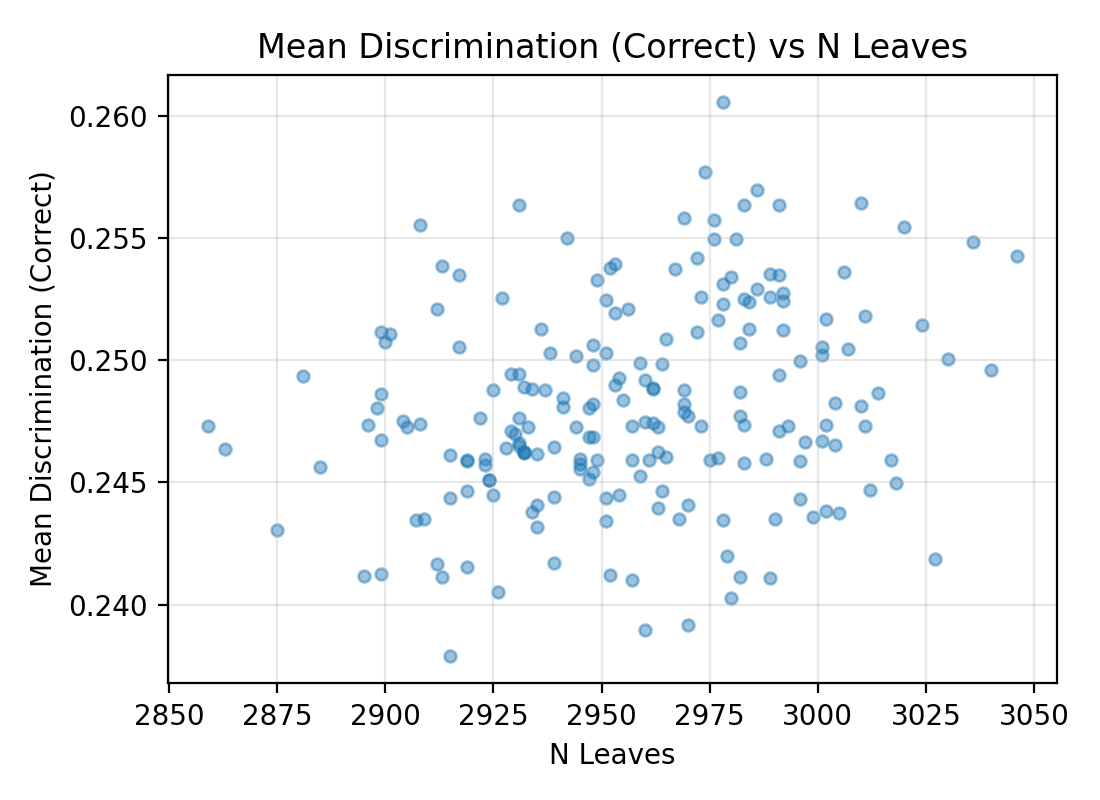 Mean Discrimination (Correct) vs N Leaves
Mean Discrimination (Correct)
0.260
0.255
0.250
0.245
0.240
2850 2875 2900 2925 2950 2975 3000 3025 3050
N Leaves